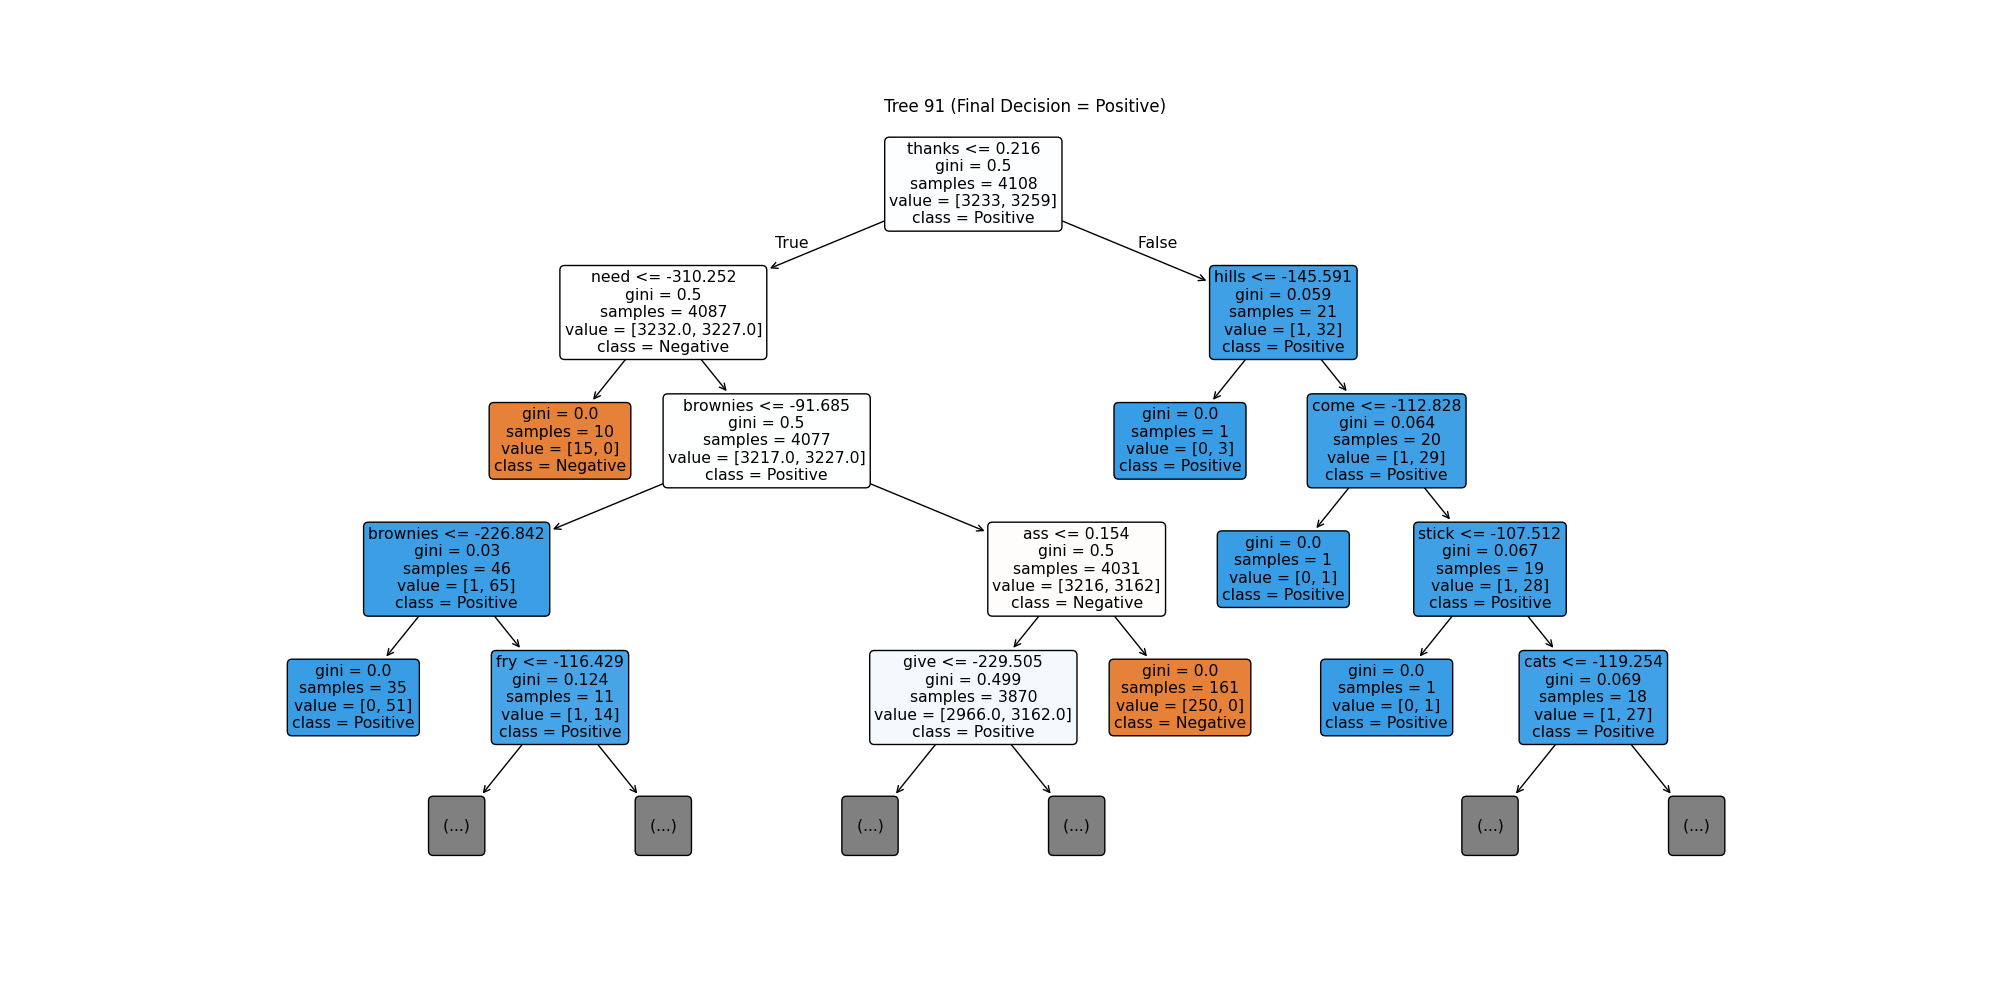 Tree 91 (Final Decision = Positive)
thanks <= 0.216
gini = 0.5
samples = 4108
value = [3233, 3259]
class = Positive
True
False
need <= -310.252
gini = 0.5
samples = 4087
value = [3232.0, 3227.0]
class = Negative
hills <= -145.591
gini = 0.059
samples = 21
value = [1, 32]
class = Positive
gini = 0.0
samples = 10
value = [15, 0]
class = Negative
brownies <= -91.685
gini = 0.5
samples = 4077
value = [3217.0, 3227.0]
class = Positive
gini = 0.0
samples = 1
value = [0, 3]
class = Positive
come <= -112.828
gini = 0.064
samples = 20
value = [1, 29]
class = Positive
brownies <= -226.842
gini = 0.03
samples = 46
value = [1, 65]
class = Positive
ass <= 0.154
gini = 0.5
samples = 4031
value = [3216, 3162]
class = Negative
gini = 0.0
samples = 1
value = [0, 1]
class = Positive
stick <= -107.512
gini = 0.067
samples = 19
value = [1, 28]
class = Positive
gini = 0.0
samples = 35
value = [0, 51]
class = Positive
fry <= -116.429
gini = 0.124
samples = 11
value = [1, 14]
class = Positive
give <= -229.505
gini = 0.499
samples = 3870
value = [2966.0, 3162.0]
class = Positive
gini = 0.0
samples = 161
value = [250, 0]
class = Negative
gini = 0.0
samples = 1
value = [0, 1]
class = Positive
cats <= -119.254
gini = 0.069
samples = 18
value = [1, 27]
class = Positive
(...)
(...)
(...)
(...)
(...)
(...)